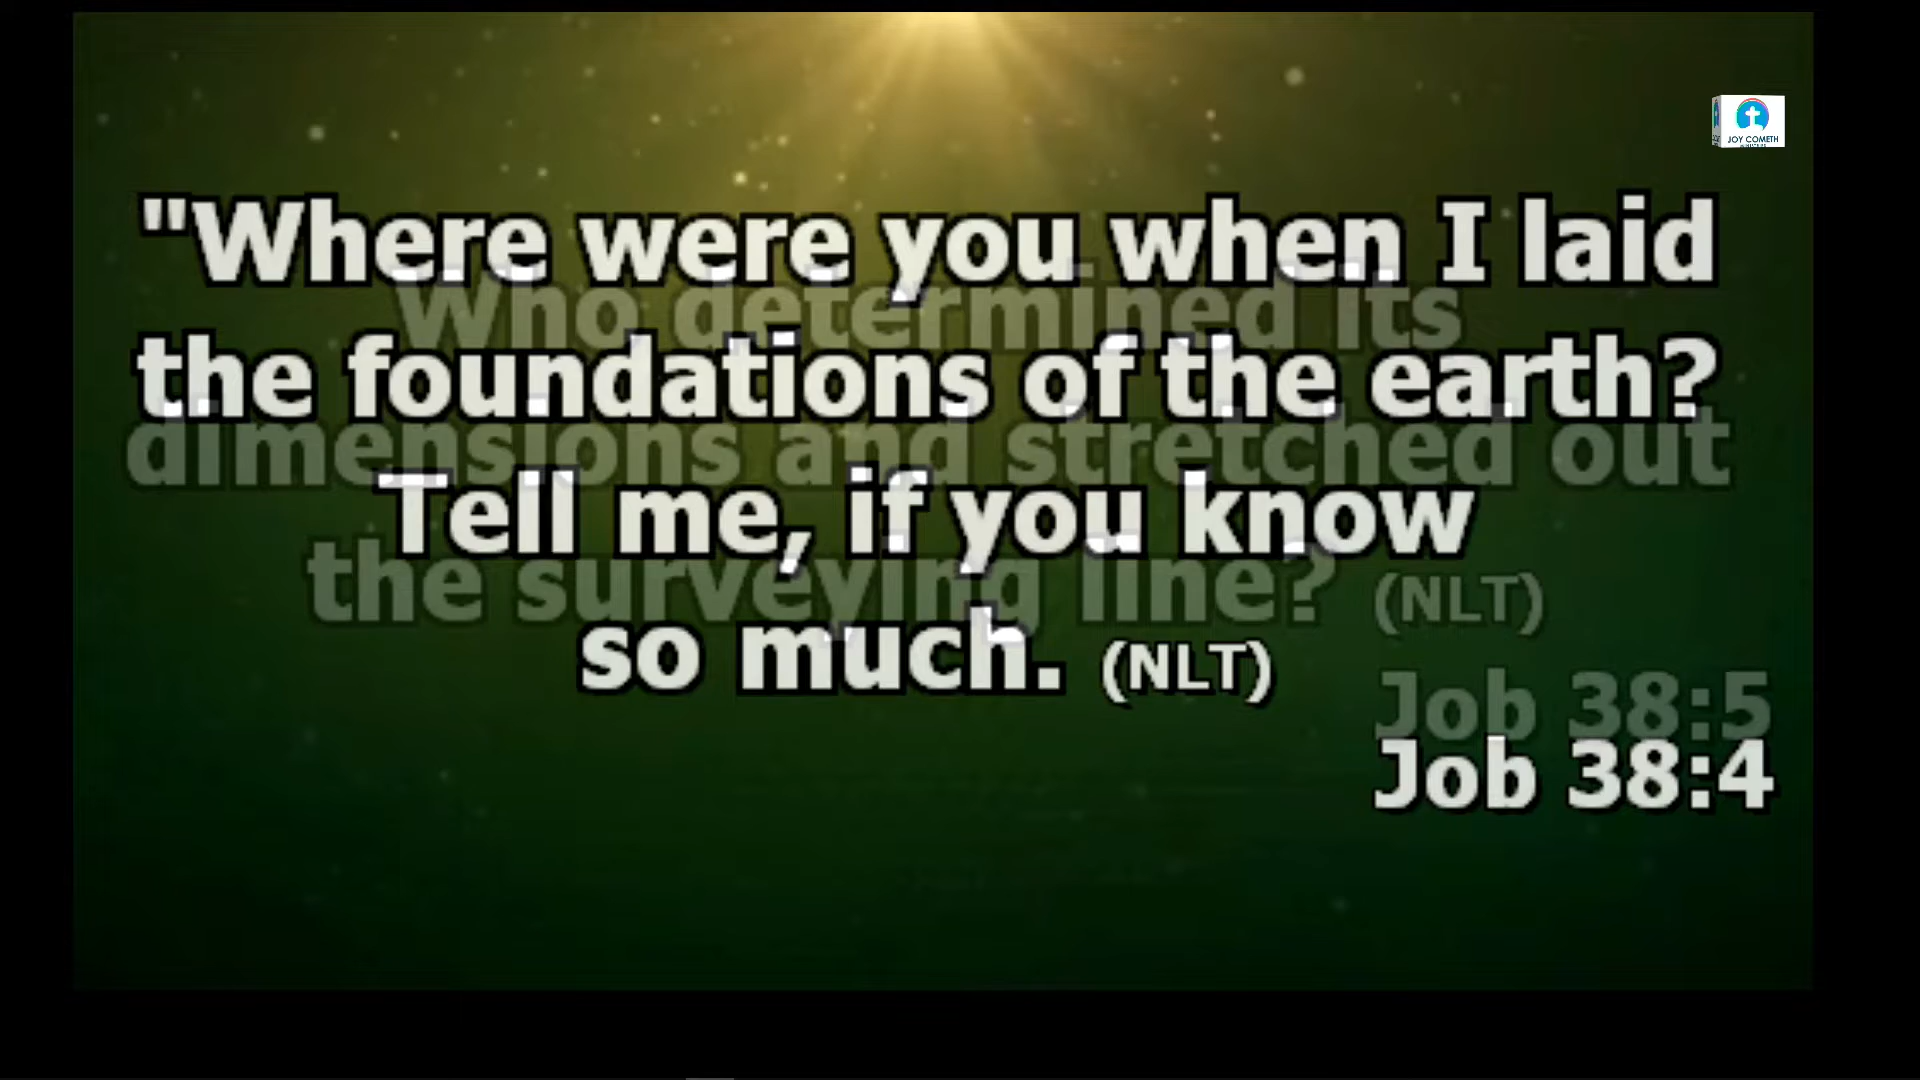 JOY COMETH
"Where were you when I laid
the foundations of the earth?
Tell me, if you know
so much. (NLT)
Job 38:4
Who determined its
dimensions and stretched out
the surveying line? (NLT)
Job 38:5